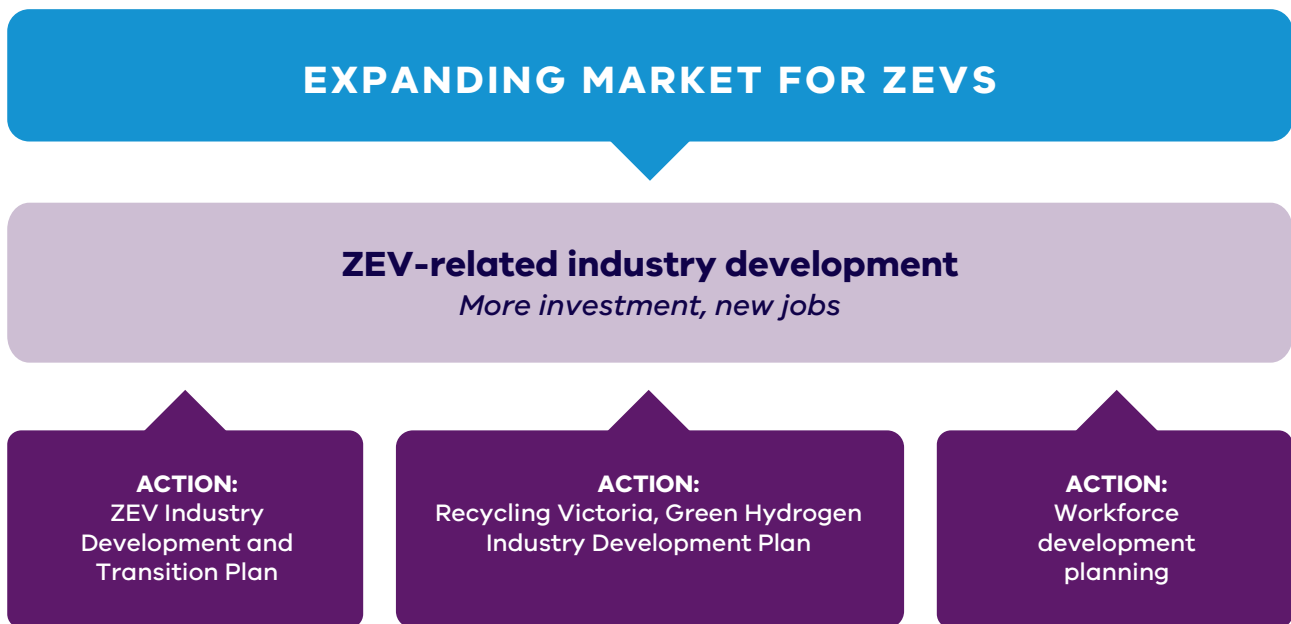 EXPANDING MARKET FOR ZEVS
ZEV-related industry development
More investment, new jobs
ACTION:
ZEV Industry
Development and
Transition Plan
ACTION:
Recycling Victoria, Green Hydrogen
Industry Development Plan
ACTION:
Workforce
development
planning